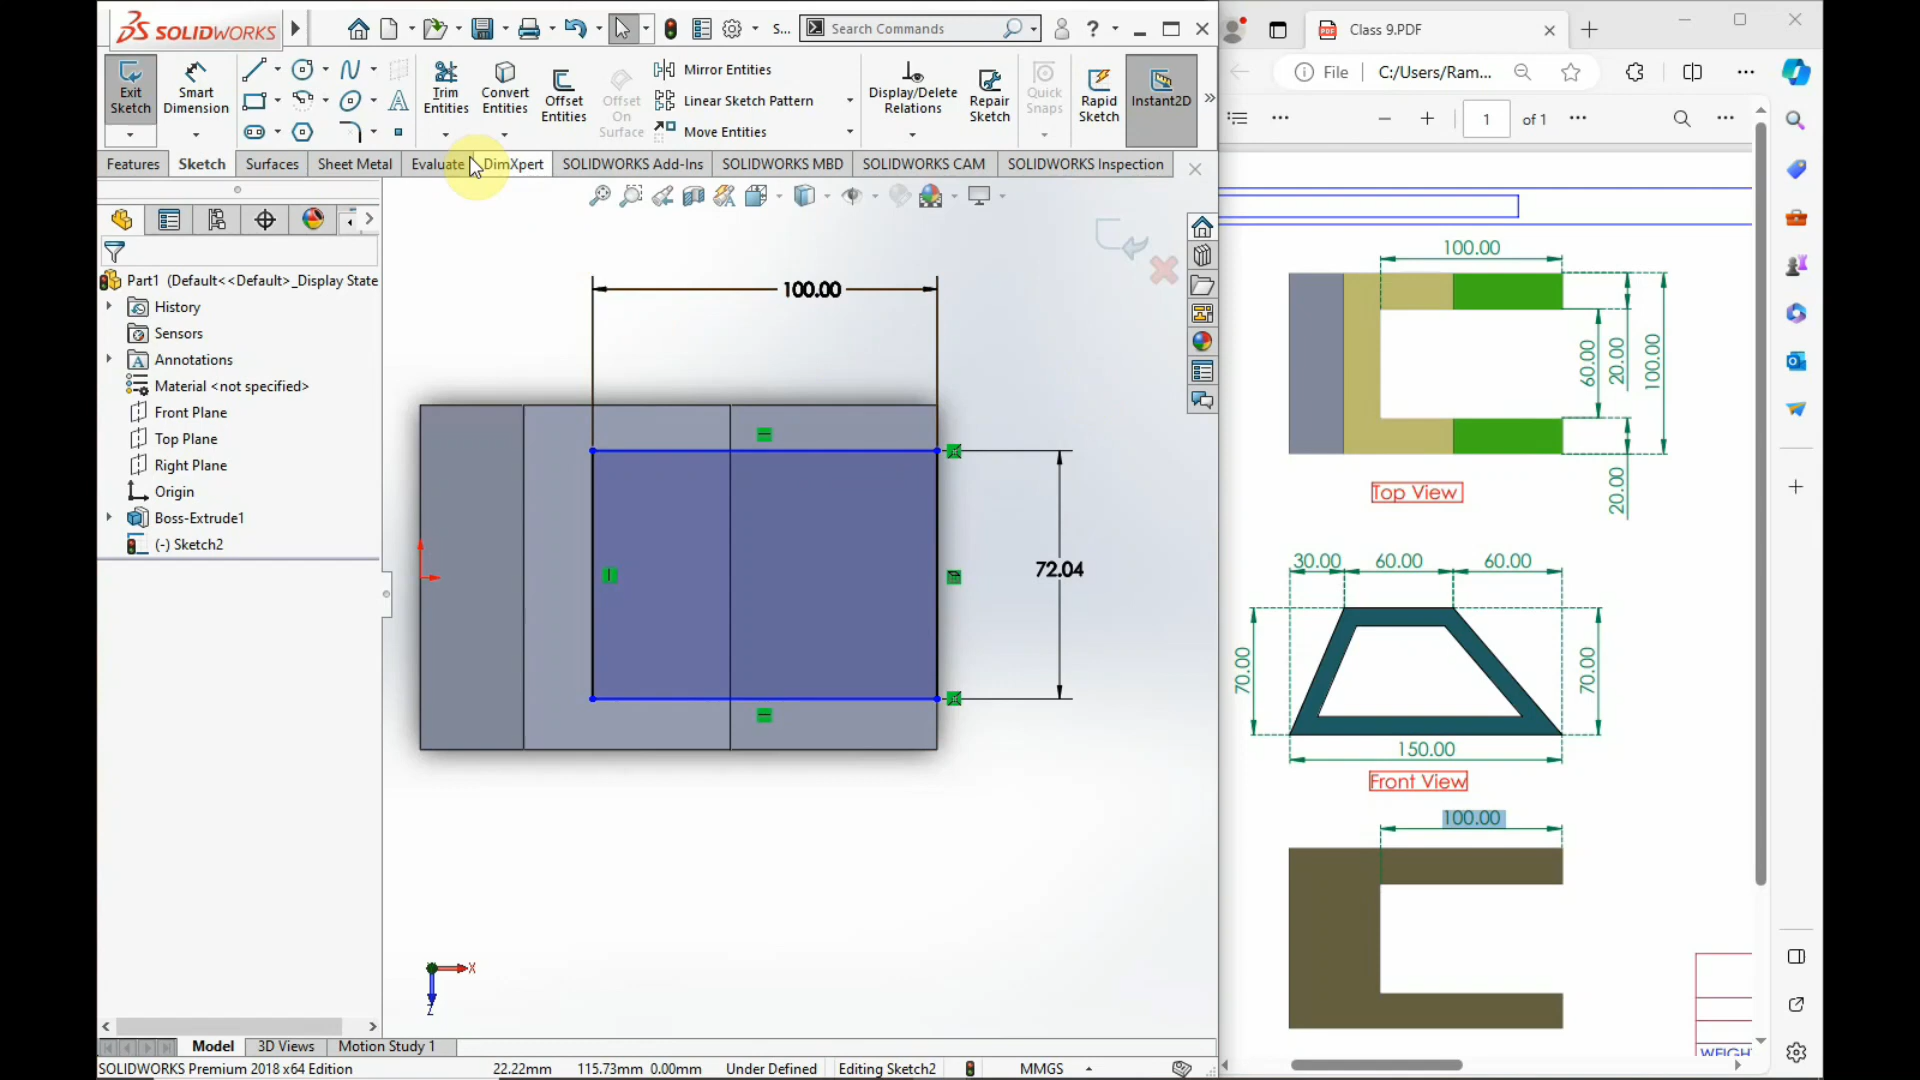 SOLIDWORKS
S...
Search Commands
Exit Sketch
Smart Dimension
Trim Entities
Convert Entities
Offset Entities
Offset On Surface
Mirror Entities
Linear Sketch Pattern
Move Entities
Display/Delete Relations
Repair Sketch
Quick Snaps
Rapid Sketch
Instant2D
Features
Sketch
Surfaces
Sheet Metal
Evaluate
DimXpert
SOLIDWORKS Add-Ins
SOLIDWORKS MBD
SOLIDWORKS CAM
SOLIDWORKS Inspection
Part1 (Default<<Default>_Display State
History
Sensors
Annotations
Material <not specified>
Front Plane
Top Plane
Right Plane
Origin
Boss-Extrude1
(-) Sketch2
100.00
72.04
X
Z
Model
3D Views
Motion Study 1
SOLIDWORKS Premium 2018 x64 Edition
22.22mm
115.73mm 0.00mm
Under Defined
Editing Sketch2
MMGS
Class 9.PDF
File
C:/Users/Ram...
1
of 1
100.00
60.00
20.00
100.00
20.00
Top View
30.00
60.00
60.00
70.00
70.00
150.00
Front View
100.00